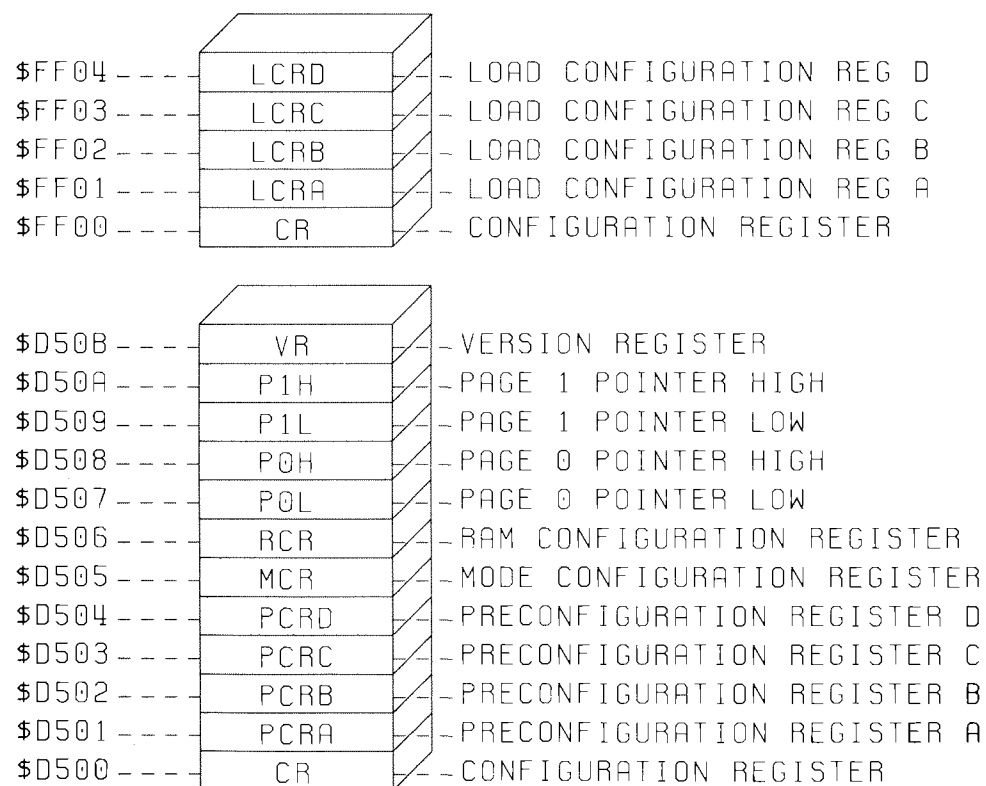 $FF04 ---- LCRD -- LOAD CONFIGURATION REG D
$FF03 ---- LCRC -- LOAD CONFIGURATION REG C
$FF02 ---- LCRB -- LOAD CONFIGURATION REG B
$FF01 ---- LCRA -- LOAD CONFIGURATION REG A
$FF00 ---- CR -- CONFIGURATION REGISTER
$D50B ---- VR -- VERSION REGISTER
$D50A ---- P1H -- PAGE 1 POINTER HIGH
$D509 ---- P1L -- PAGE 1 POINTER LOW
$D508 ---- P0H -- PAGE 0 POINTER HIGH
$D507 ---- P0L -- PAGE 0 POINTER LOW
$D506 ---- RCR -- RAM CONFIGURATION REGISTER
$D505 ---- MCR -- MODE CONFIGURATION REGISTER
$D504 ---- PCRD -- PRECONFIGURATION REGISTER D
$D503 ---- PCRC -- PRECONFIGURATION REGISTER C
$D502 ---- PCRB -- PRECONFIGURATION REGISTER B
$D501 ---- PCRA -- PRECONFIGURATION REGISTER A
$D500 ---- CR -- CONFIGURATION REGISTER